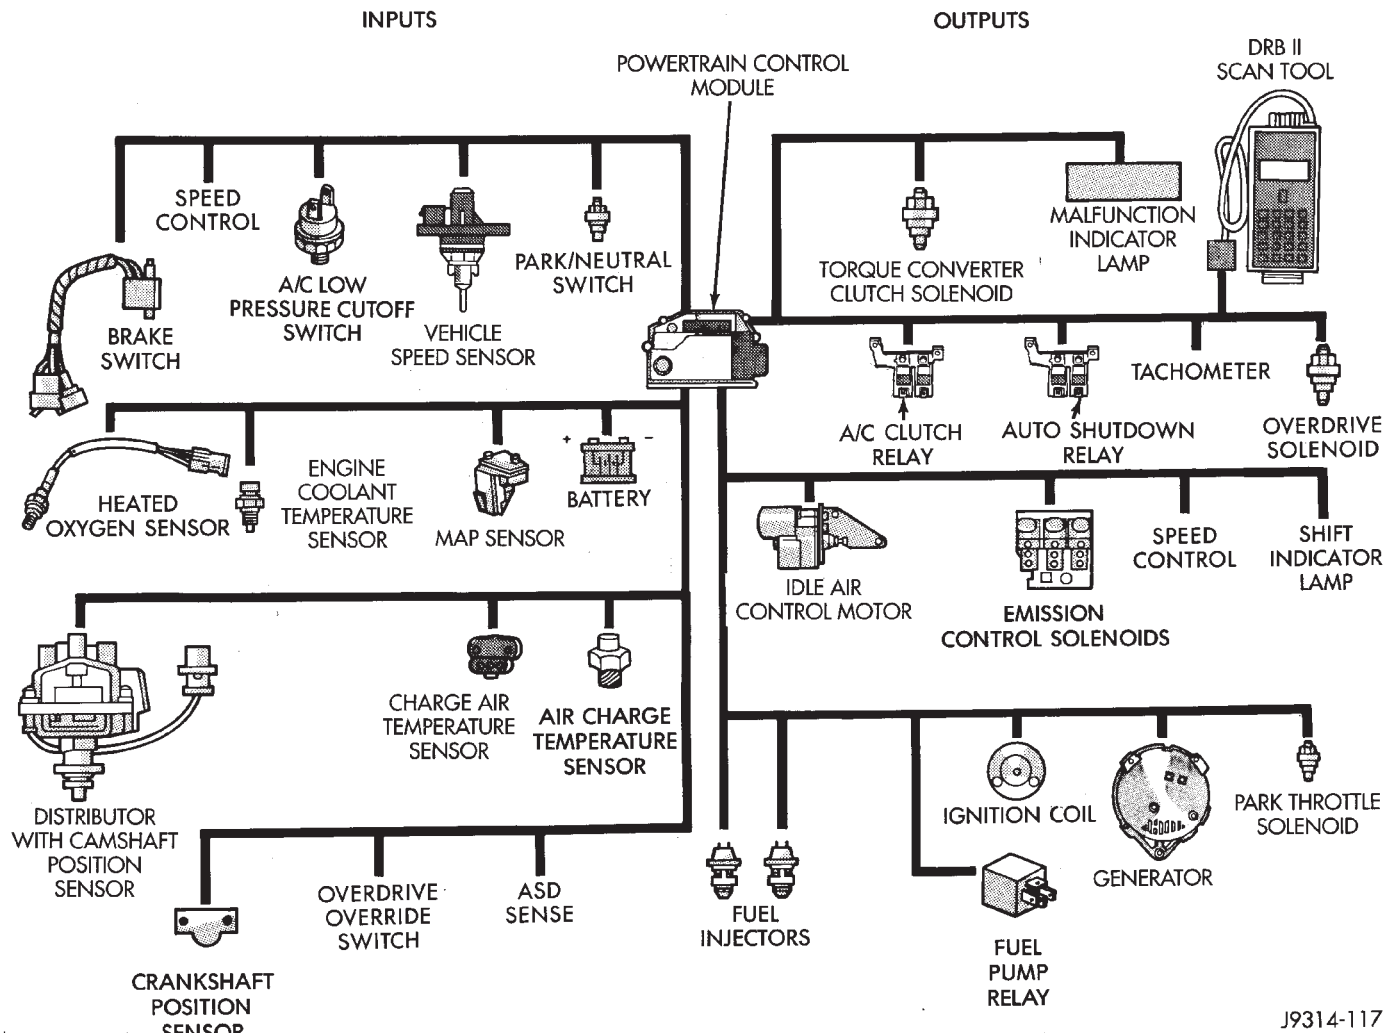 INPUTS
OUTPUTS
POWERTRAIN CONTROL
MODULE
DRB II
SCAN TOOL
SPEED
CONTROL
A/C LOW
PRESSURE CUTOFF
SWITCH
VEHICLE
SPEED SENSOR
PARK/NEUTRAL
SWITCH
BRAKE
SWITCH
TORQUE CONVERTER
CLUTCH SOLENOID
MALFUNCTION
INDICATOR
LAMP
A/C CLUTCH
RELAY
AUTO SHUTDOWN
RELAY
TACHOMETER
OVERDRIVE
SOLENOID
HEATED
OXYGEN SENSOR
ENGINE
COOLANT
TEMPERATURE
SENSOR
MAP SENSOR
+ −
BATTERY
IDLE AIR
CONTROL MOTOR
EMISSION
CONTROL SOLENOIDS
SPEED
CONTROL
SHIFT
INDICATOR
LAMP
DISTRIBUTOR
WITH CAMSHAFT
POSITION
SENSOR
CHARGE AIR
TEMPERATURE
SENSOR
AIR CHARGE
TEMPERATURE
SENSOR
IGNITION COIL
GENERATOR
PARK THROTTLE
SOLENOID
CRANKSHAFT
POSITION
SENSOR
OVERDRIVE
OVERRIDE
SWITCH
ASD
SENSE
FUEL
INJECTORS
FUEL
PUMP
RELAY
J9314-117